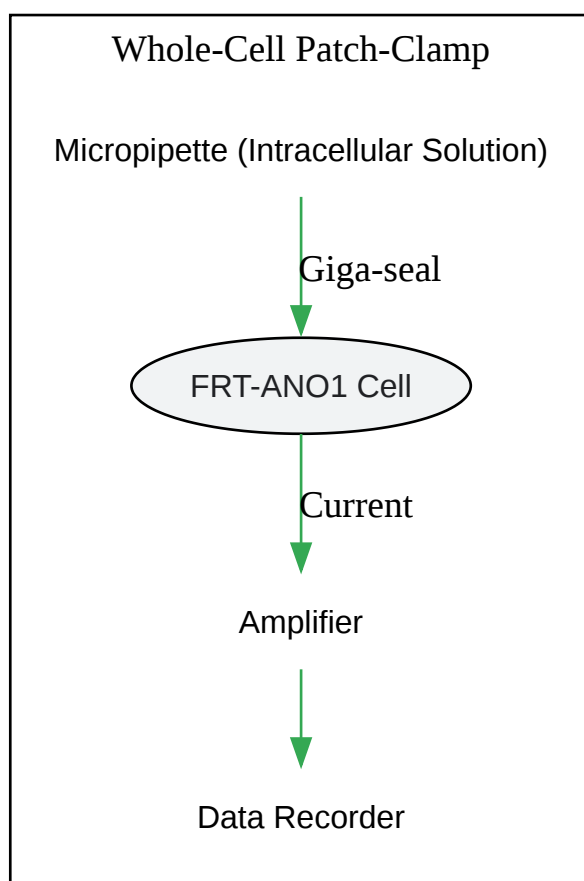 Whole-Cell Patch-Clamp
Micropipette (Intracellular Solution)
Giga-seal
FRT-ANO1 Cell
Current
Amplifier
Data Recorder